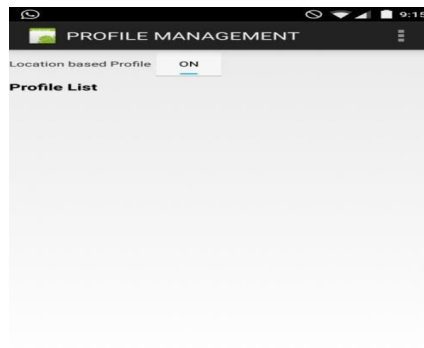 9:15
PROFILE MANAGEMENT
Location based Profile ON
Profile List